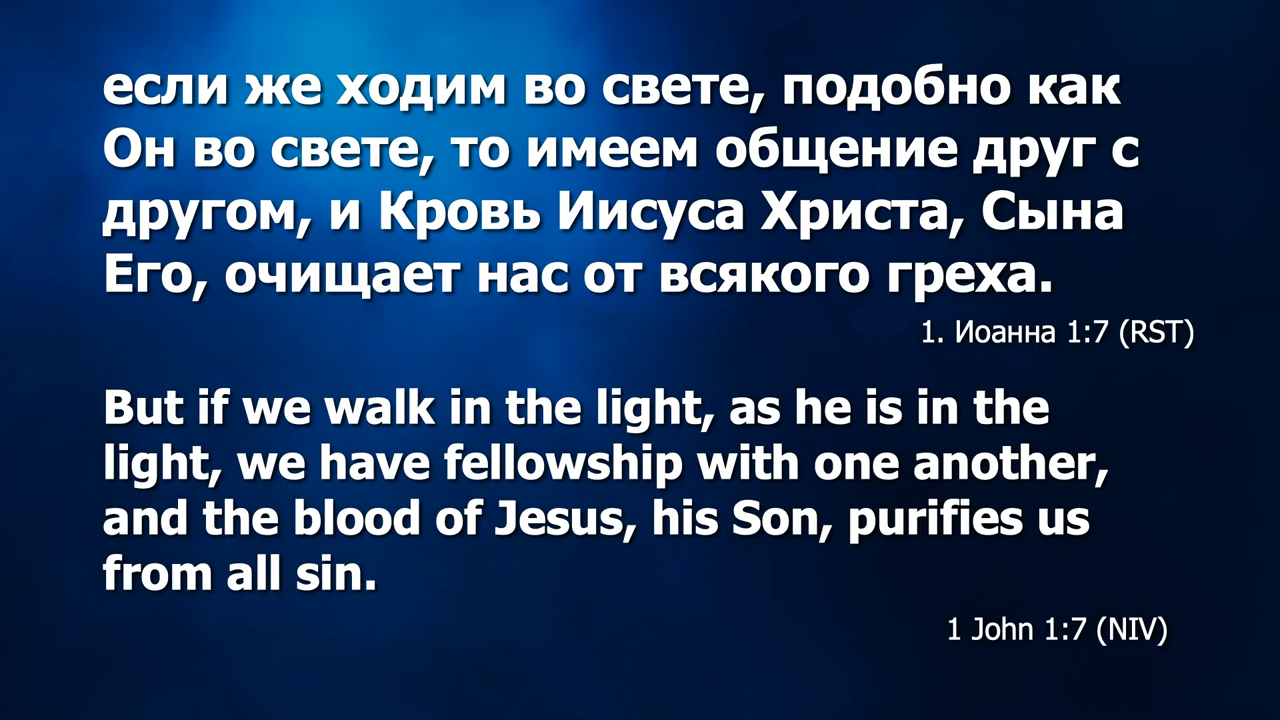 если же ходим во свете, подобно как
Он во свете, то имеем общение друг с
другом, и Кровь Иисуса Христа, Сына
Его, очищает нас от всякого греха.
1. Иоанна 1:7 (RST)
But if we walk in the light, as he is in the
light, we have fellowship with one another,
and the blood of Jesus, his Son, purifies us
from all sin.
1 John 1:7 (NIV)